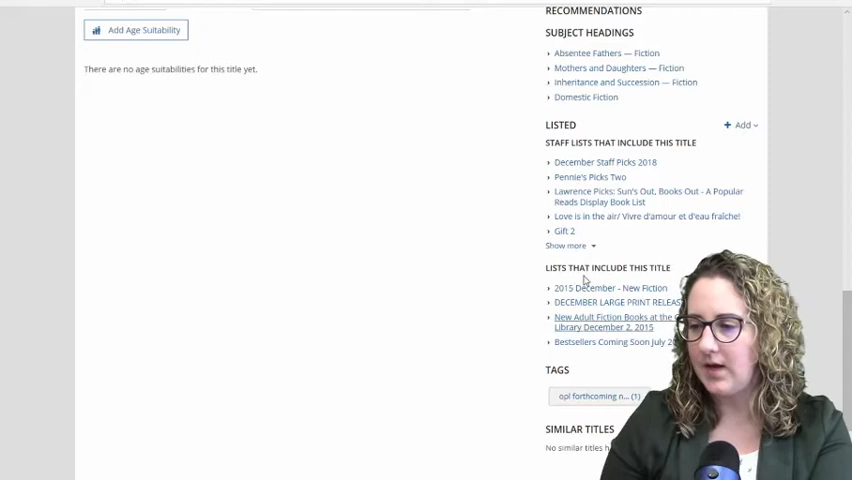 Add Age Suitability
There are no age suitabilities for this title yet.
RECOMMENDATIONS
SUBJECT HEADINGS
Absentee Fathers — Fiction
Mothers and Daughters — Fiction
Inheritance and Succession — Fiction
Domestic Fiction
LISTED
Add
STAFF LISTS THAT INCLUDE THIS TITLE
December Staff Picks 2018
Pennie's Picks Two
Lawrence Picks: Sun's Out, Books Out - A Popular
Reads Display Book List
Love is in the air/ Vivre d'amour et d'eau fraîche!
Gift 2
Show more
LISTS THAT INCLUDE THIS TITLE
2015 December - New Fiction
DECEMBER LARGE PRINT
New Adult Fiction Books at the
Library December 2, 2015
Bestsellers Coming Soon July
TAGS
opl forthcoming n... (1)
SIMILAR TITLES
No similar titles